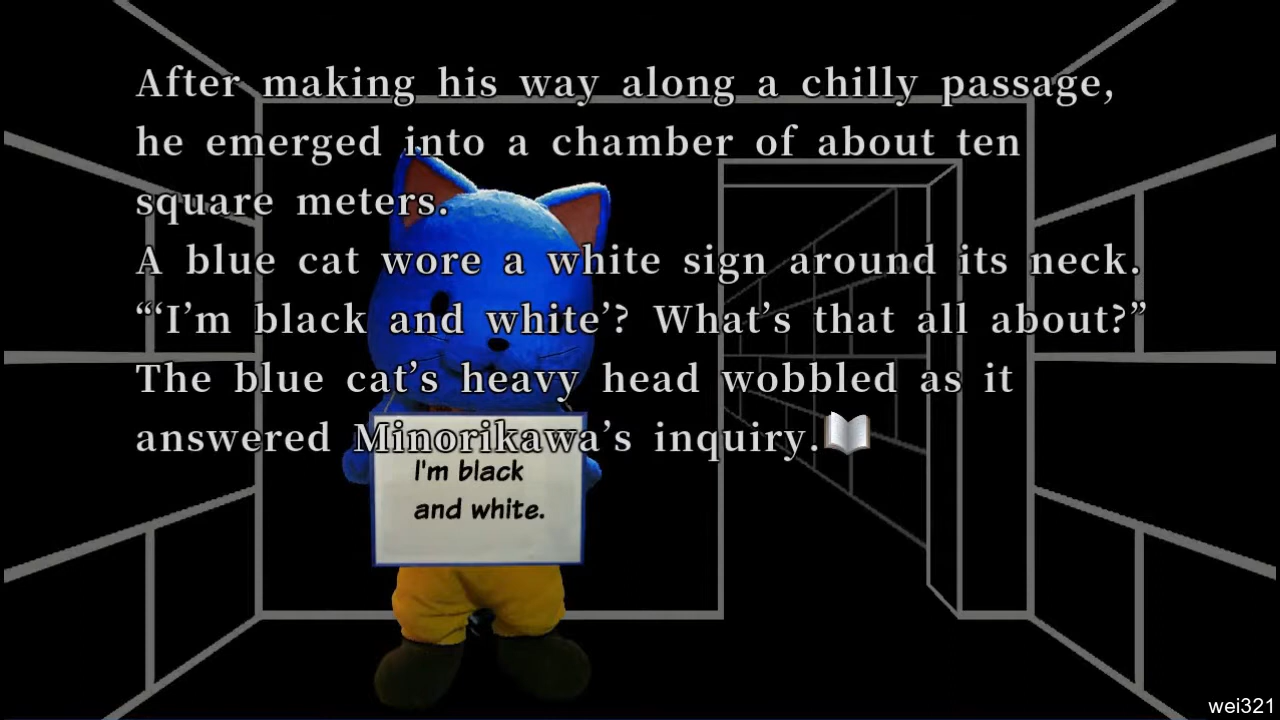 After making his way along a chilly passage,
he emerged into a chamber of about ten
square meters.
A blue cat wore a white sign around its neck.
“‘I’m black and white’? What’s that all about?”
The blue cat’s heavy head wobbled as it
answered Minorikawa’s inquiry.
I'm black
and white.
wei321